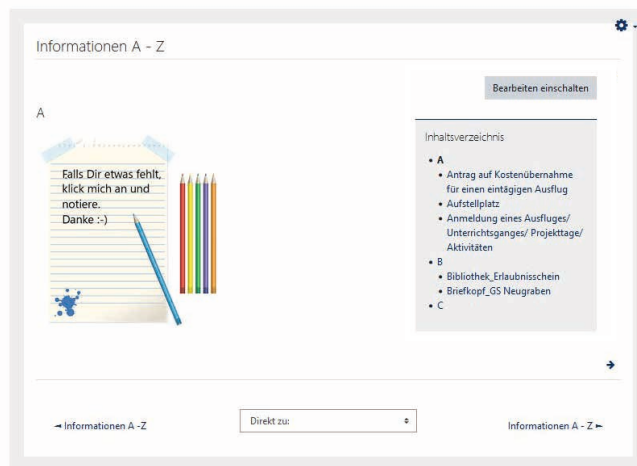 Informationen A - Z
Bearbeiten einschalten
A
Falls Dir etwas fehlt,
klick mich an und
notiere.
Danke :-)
Inhaltsverzeichnis
• A
• Antrag auf Kostenübernahme
für einen eintägigen Ausflug
• Aufstellplatz
• Anmeldung eines Ausfluges/
Unterrichtsganges/ Projekttage/
Aktivitäten
• B
• Bibliothek_Erlaubnisschein
• Briefkopf_GS Neugraben
• C
◄ Informationen A -Z
Direkt zu:
Informationen A - Z ►